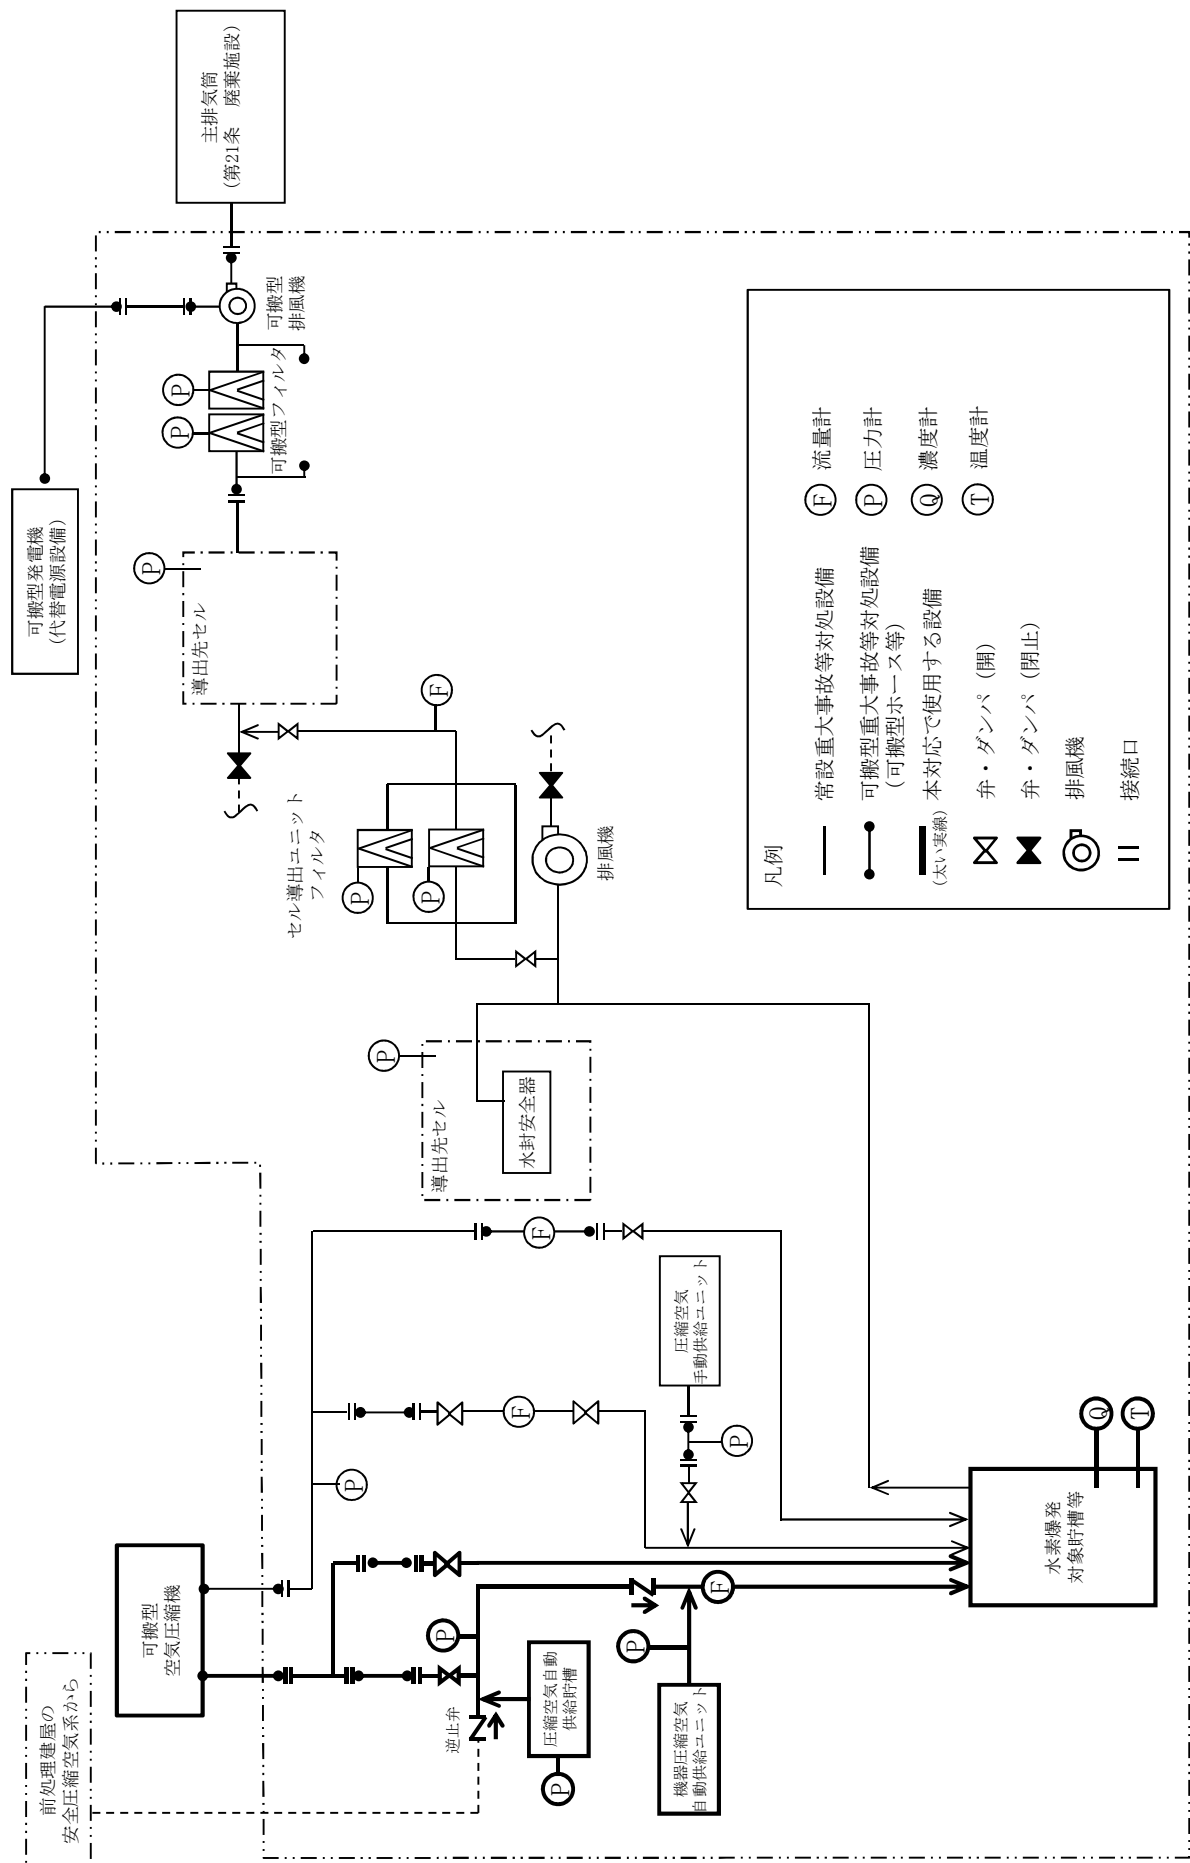 前処理建屋の
安全圧縮空気系から
可搬型
空気圧縮機
可搬型発電機
(代替電源設備)
主排気筒
(第21条　廃棄施設)
可搬型
排風機
可搬型フィルタ
P
P
P
導出先セル
F
セル導出ユニット
フィルタ
P
P
排風機
P
導出先セル
水封安全器
F
F
P
圧縮空気
手動供給ユニット
P
P
逆止弁
圧縮空気自動
供給貯槽
P
P
F
機器圧縮空気
自動供給ユニット
水素爆発
対象貯槽等
Q
T
凡例
常設重大事故等対処設備
可搬型重大事故等対処設備
(可搬型ホース等)
本対応で使用する設備
(太い実線)
弁・ダンパ (開)
弁・ダンパ (閉止)
排風機
接続口
F 流量計
P 圧力計
Q 濃度計
T 温度計